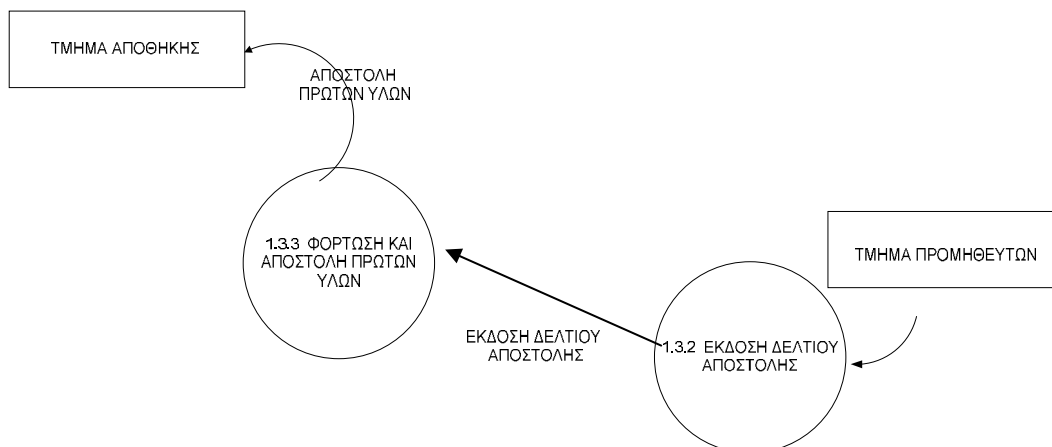 ΤΜΗΜΑ ΑΠΟΘΗΚΗΣ
ΑΠΟΣΤΟΛΗ
ΠΡΩΤΩΝ ΥΛΩΝ
1.3.3 ΦΟΡΤΩΣΗ ΚΑΙ
ΑΠΟΣΤΟΛΗ ΠΡΩΤΩΝ
ΥΛΩΝ
ΤΜΗΜΑ ΠΡΟΜΗΘΕΥΤΩΝ
ΕΚΔΟΣΗ ΔΕΛΤΙΟΥ
ΑΠΟΣΤΟΛΗΣ
1.3.2 ΕΚΔΟΣΗ ΔΕΛΤΙΟΥ
ΑΠΟΣΤΟΛΗΣ